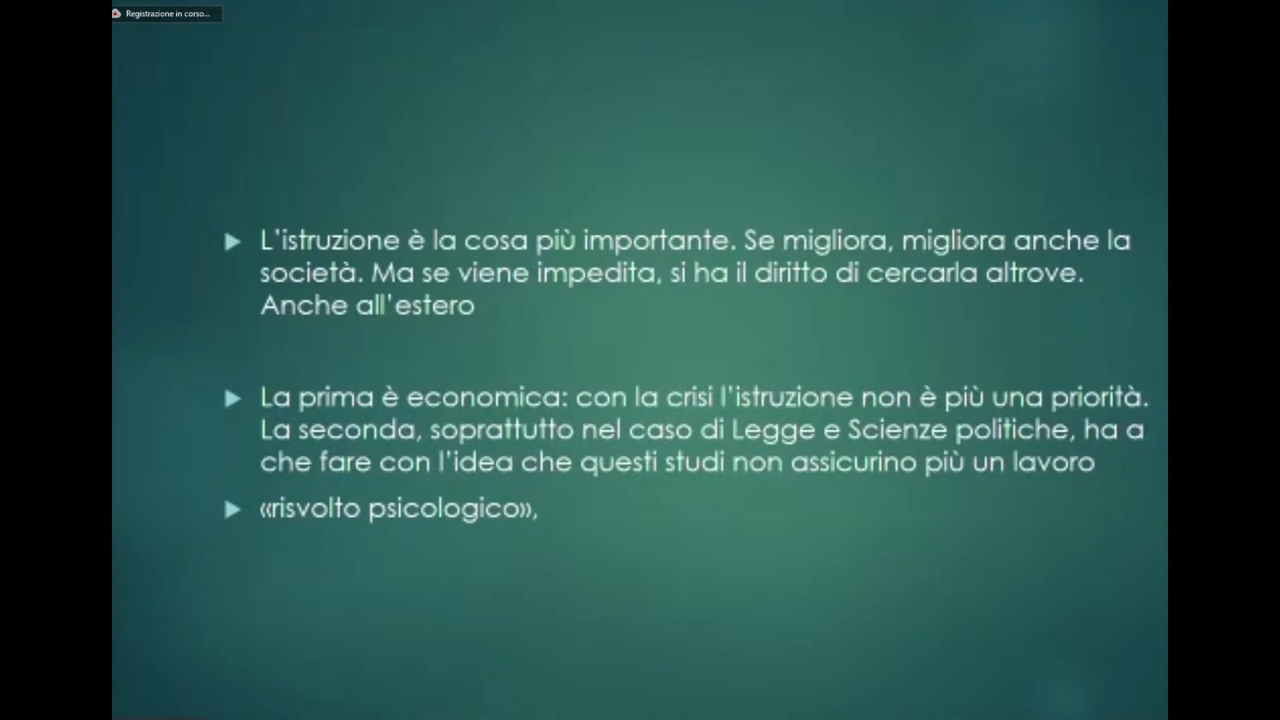 Registrazione in corso...
L'istruzione è la cosa più importante. Se migliora, migliora anche la
società. Ma se viene impedita, si ha il diritto di cercarla altrove.
Anche all'estero
La prima è economica: con la crisi l'istruzione non è più una priorità.
La seconda, soprattutto nel caso di Legge e Scienze politiche, ha a
che fare con l'idea che questi studi non assicurino più un lavoro
«risvolto psicologico»,